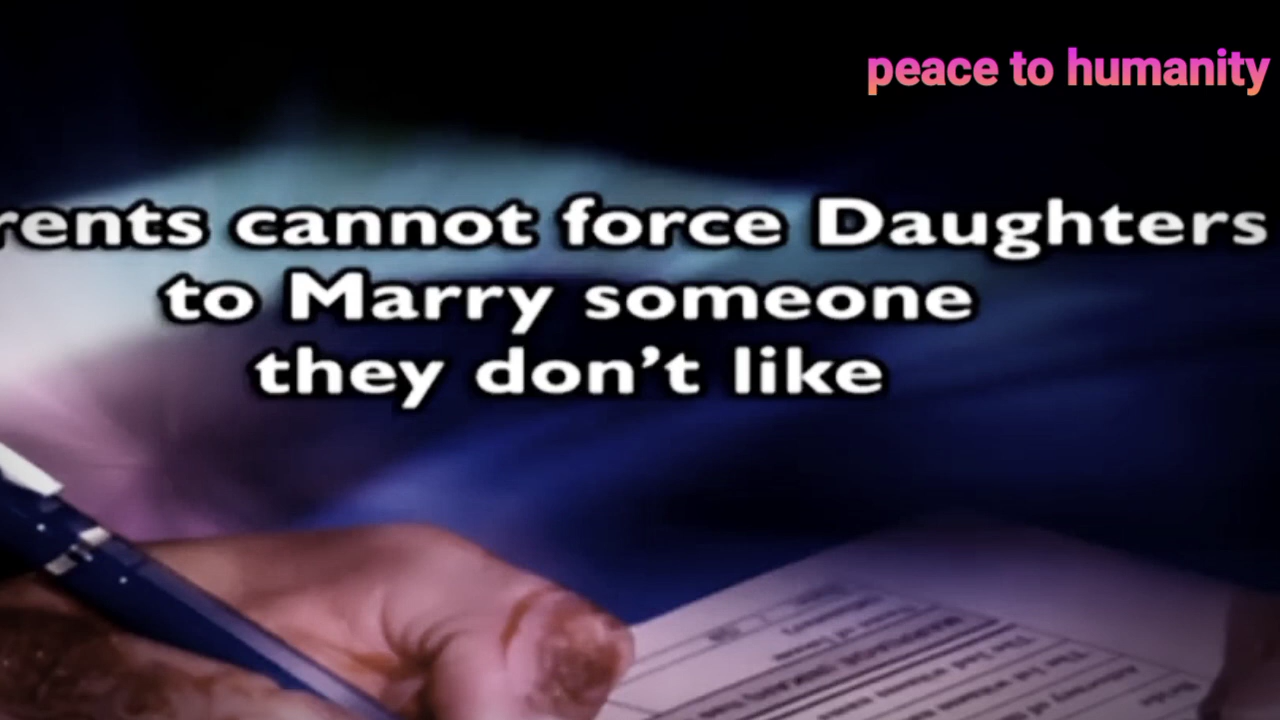 peace to humanity
rents cannot force Daughters
to Marry someone
they don't like